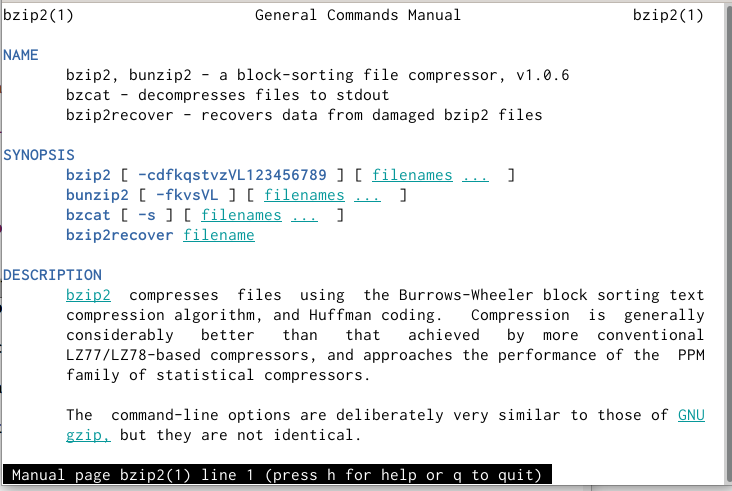 bzip2(1) General Commands Manual bzip2(1)
NAME
bzip2, bunzip2 - a block-sorting file compressor, v1.0.6
bzcat - decompresses files to stdout
bzip2recover - recovers data from damaged bzip2 files
SYNOPSIS
bzip2 [ -cdfkqstvzVL123456789 ] [ filenames ... ]
bunzip2 [ -fkvsVL ] [ filenames ... ]
bzcat [ -s ] [ filenames ... ]
bzip2recover filename
DESCRIPTION
bzip2 compresses files using the Burrows-Wheeler block sorting text
compression algorithm, and Huffman coding. Compression is generally
considerably better than that achieved by more conventional
LZ77/LZ78-based compressors, and approaches the performance of the PPM
family of statistical compressors.
The command-line options are deliberately very similar to those of GNU
gzip, but they are not identical.
Manual page bzip2(1) line 1 (press h for help or q to quit)